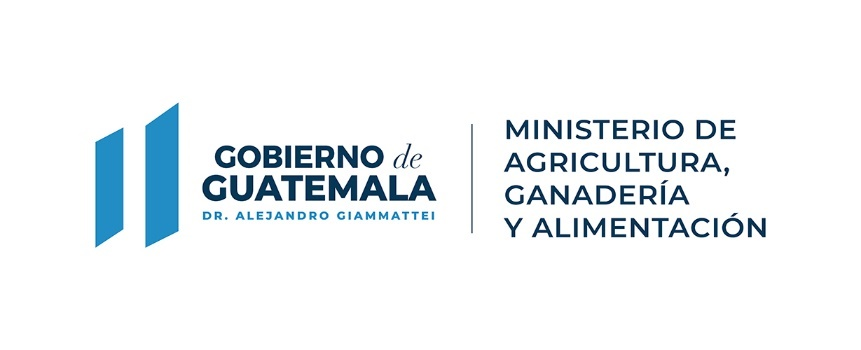 GOBIERNO de
GUATEMALA
DR. ALEJANDRO GIAMMATTEI
MINISTERIO DE
AGRICULTURA,
GANADERÍA
Y ALIMENTACIÓN